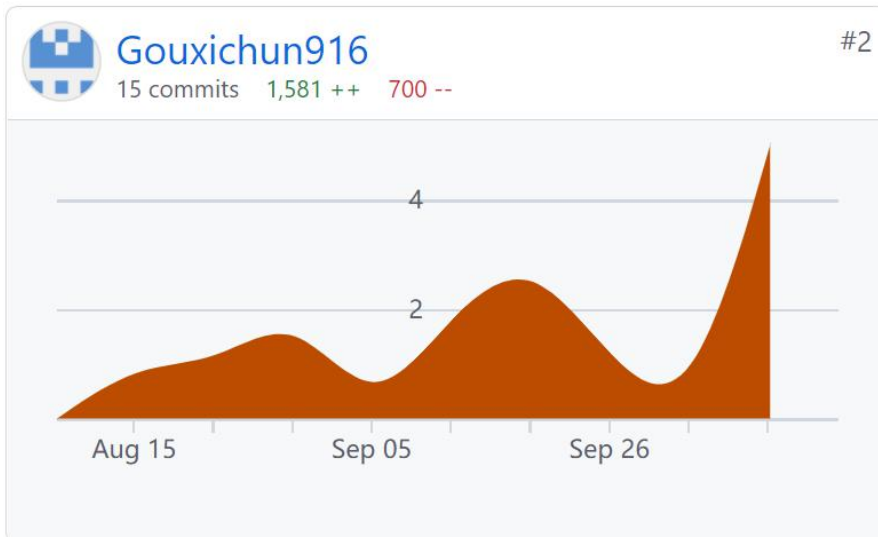 Gouxichun916
#2
15 commits 1,581 ++ 700 --
4
2
Aug 15 Sep 05 Sep 26